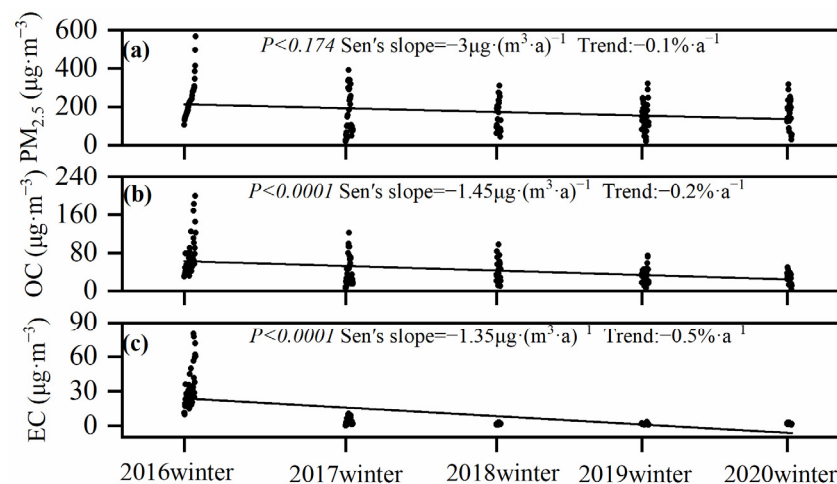 600
(a) P<0.174 Sen's slope=−3μg·(m³·a)⁻¹ Trend:−0.1%·a⁻¹
400
200
0
PM₂.₅ (μg·m⁻³)
240
(b) P<0.0001 Sen's slope=−1.45μg·(m³·a)⁻¹ Trend:−0.2%·a⁻¹
160
80
0
OC (μg·m⁻³)
90
(c) P<0.0001 Sen's slope=−1.35μg·(m³·a)⁻¹ Trend:−0.5%·a⁻¹
60
30
0
EC (μg·m⁻³)
2016winter 2017winter 2018winter 2019winter 2020winter